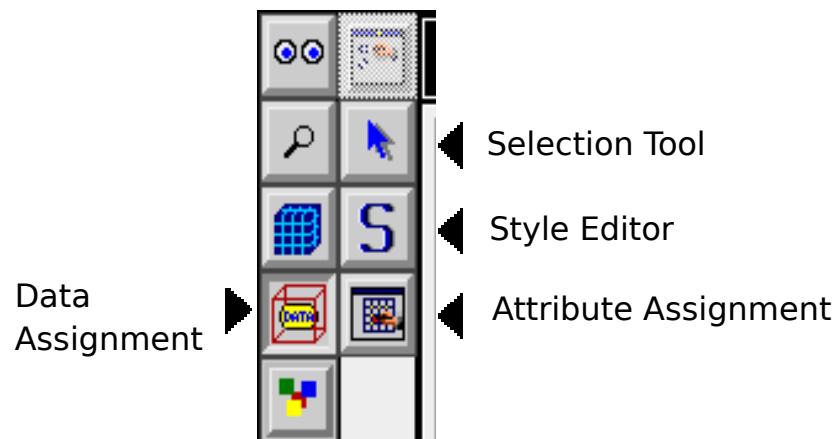 Selection Tool
S
Style Editor
Data
Assignment
DATA
Attribute Assignment